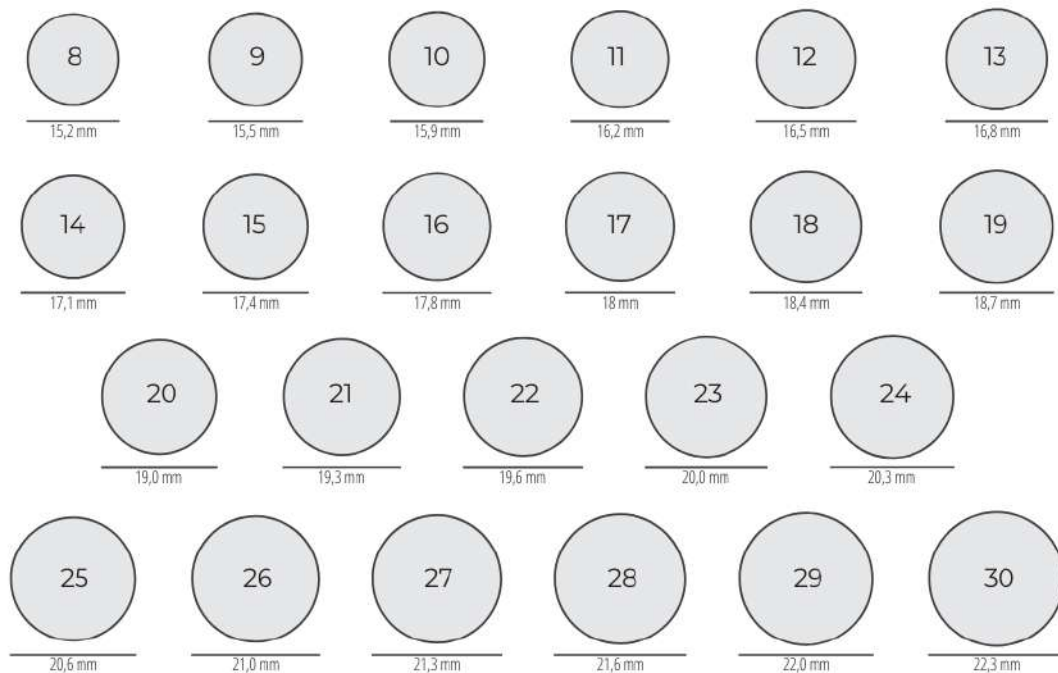 8 9 10 11 12 13
15,2 mm 15,5 mm 15,9 mm 16,2 mm 16,5 mm 16,8 mm
14 15 16 17 18 19
17,1 mm 17,4 mm 17,8 mm 18 mm 18,4 mm 18,7 mm
20 21 22 23 24
19,0 mm 19,3 mm 19,6 mm 20,0 mm 20,3 mm
25 26 27 28 29 30
20,6 mm 21,0 mm 21,3 mm 21,6 mm 22,0 mm 22,3 mm